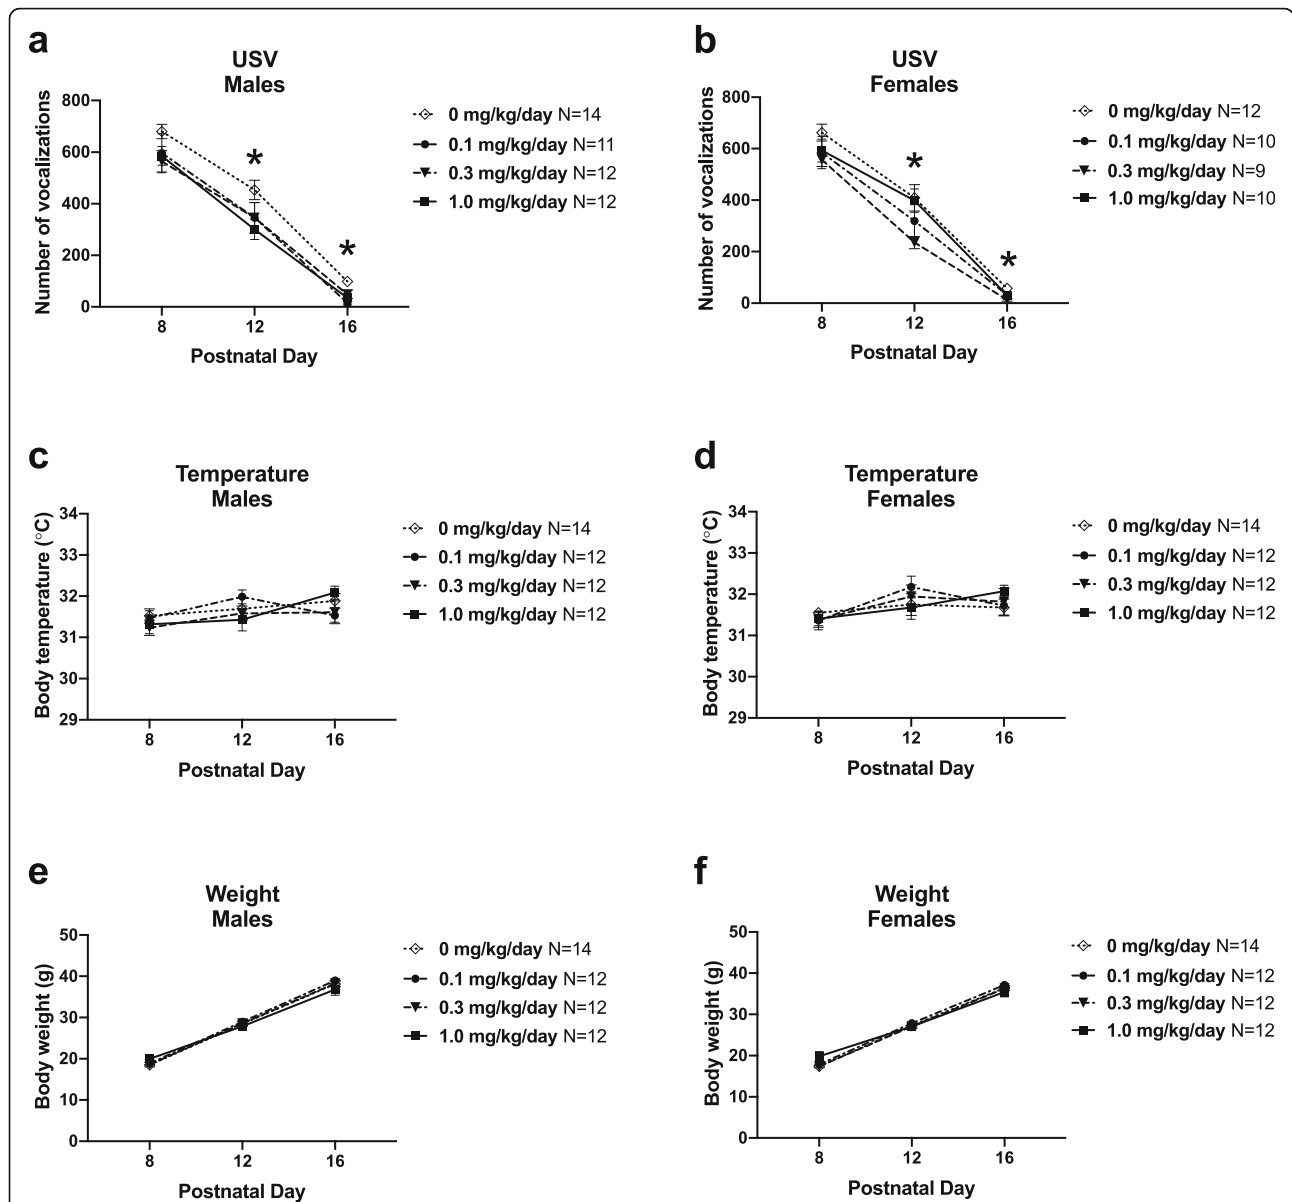 a
USV
Males
Number of vocalizations
800
600
400
200
0
*
*
8
12
16
Postnatal Day
0 mg/kg/day N=14
0.1 mg/kg/day N=11
0.3 mg/kg/day N=12
1.0 mg/kg/day N=12
b
USV
Females
Number of vocalizations
800
600
400
200
0
*
*
8
12
16
Postnatal Day
0 mg/kg/day N=12
0.1 mg/kg/day N=10
0.3 mg/kg/day N=9
1.0 mg/kg/day N=10
c
Temperature
Males
Body temperature (°C)
34
33
32
31
30
29
8
12
16
Postnatal Day
0 mg/kg/day N=14
0.1 mg/kg/day N=12
0.3 mg/kg/day N=12
1.0 mg/kg/day N=12
d
Temperature
Females
Body temperature (°C)
34
33
32
31
30
29
8
12
16
Postnatal Day
0 mg/kg/day N=14
0.1 mg/kg/day N=12
0.3 mg/kg/day N=12
1.0 mg/kg/day N=12
e
Weight
Males
Body weight (g)
50
40
30
20
10
0
8
12
16
Postnatal Day
0 mg/kg/day N=14
0.1 mg/kg/day N=12
0.3 mg/kg/day N=12
1.0 mg/kg/day N=12
f
Weight
Females
Body weight (g)
50
40
30
20
10
0
8
12
16
Postnatal Day
0 mg/kg/day N=14
0.1 mg/kg/day N=12
0.3 mg/kg/day N=12
1.0 mg/kg/day N=12